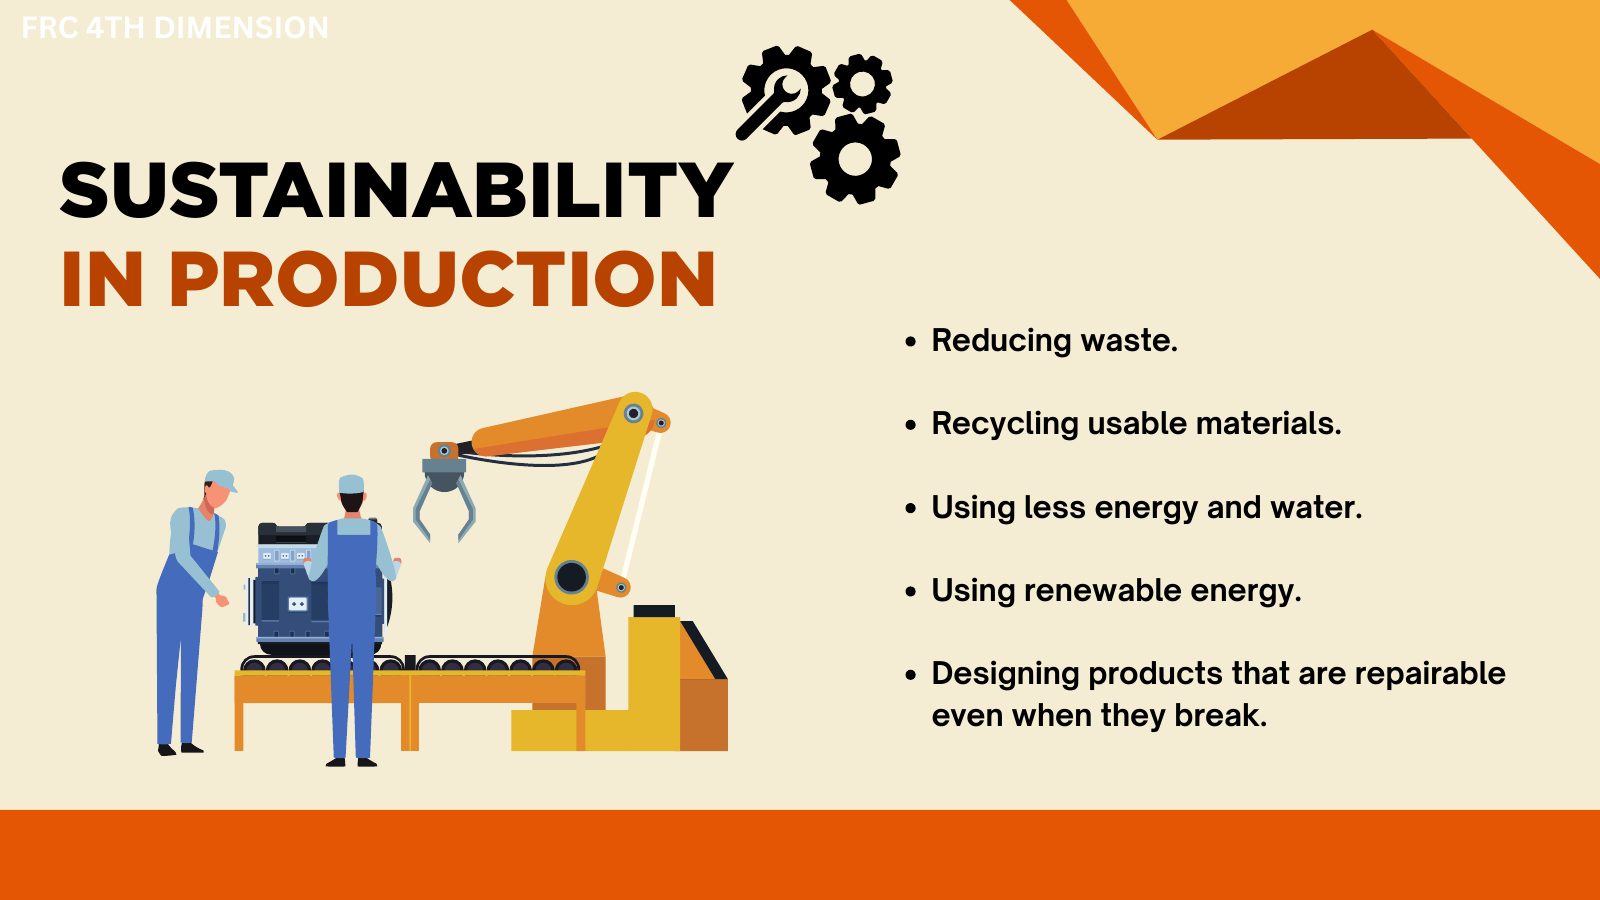 FRC 4TH DIMENSION
SUSTAINABILITY
IN PRODUCTION
• Reducing waste.
• Recycling usable materials.
• Using less energy and water.
• Using renewable energy.
• Designing products that are repairable
even when they break.